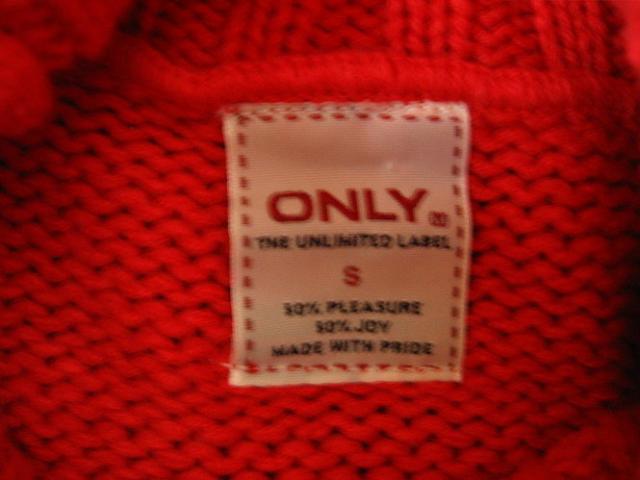 ONLY
THE UNLIMITED LABEL
S
50% PLEASURE
50% JOY
MADE WITH PRIDE